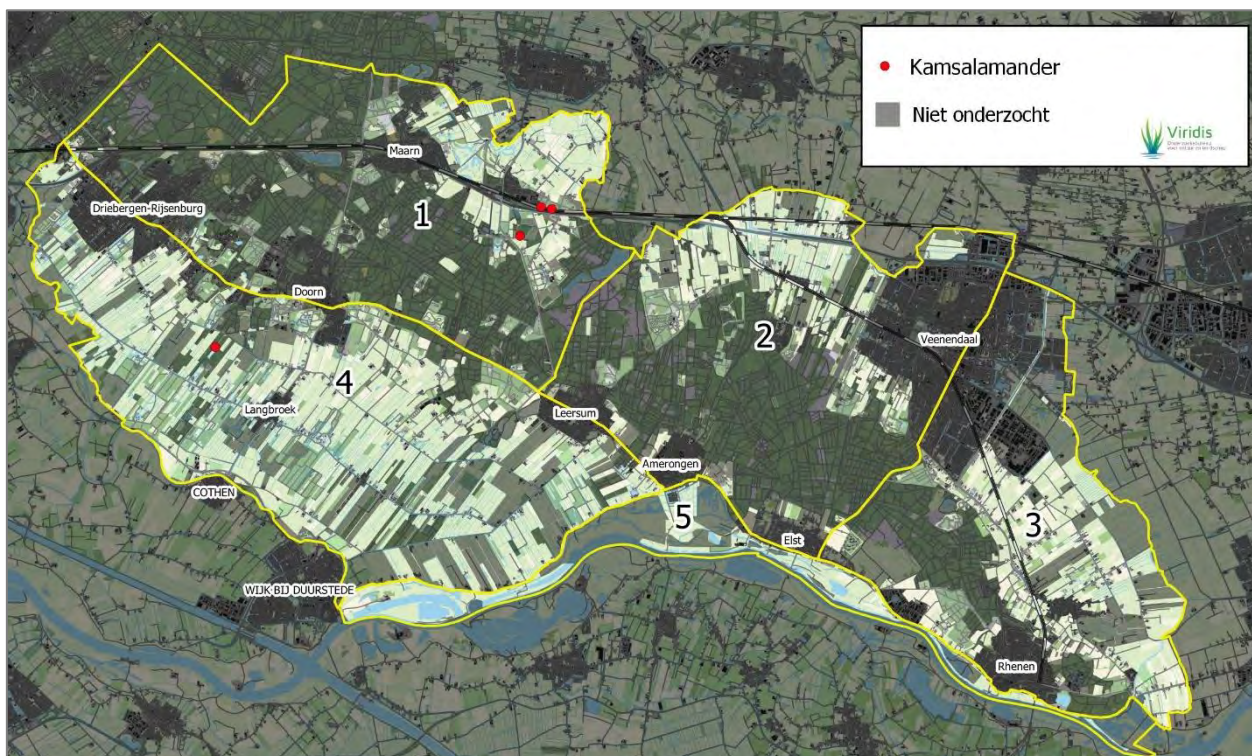 Kamsalamander
Niet onderzocht
Viridis
Maarn
1
Driebergen-Rijsenburg
Doorn
2
Veenendaal
4
Langbroek
Leersum
Amerongen
COTHEN
5
Elst
3
WIJK BIJ DUURSTEDE
Rhenen